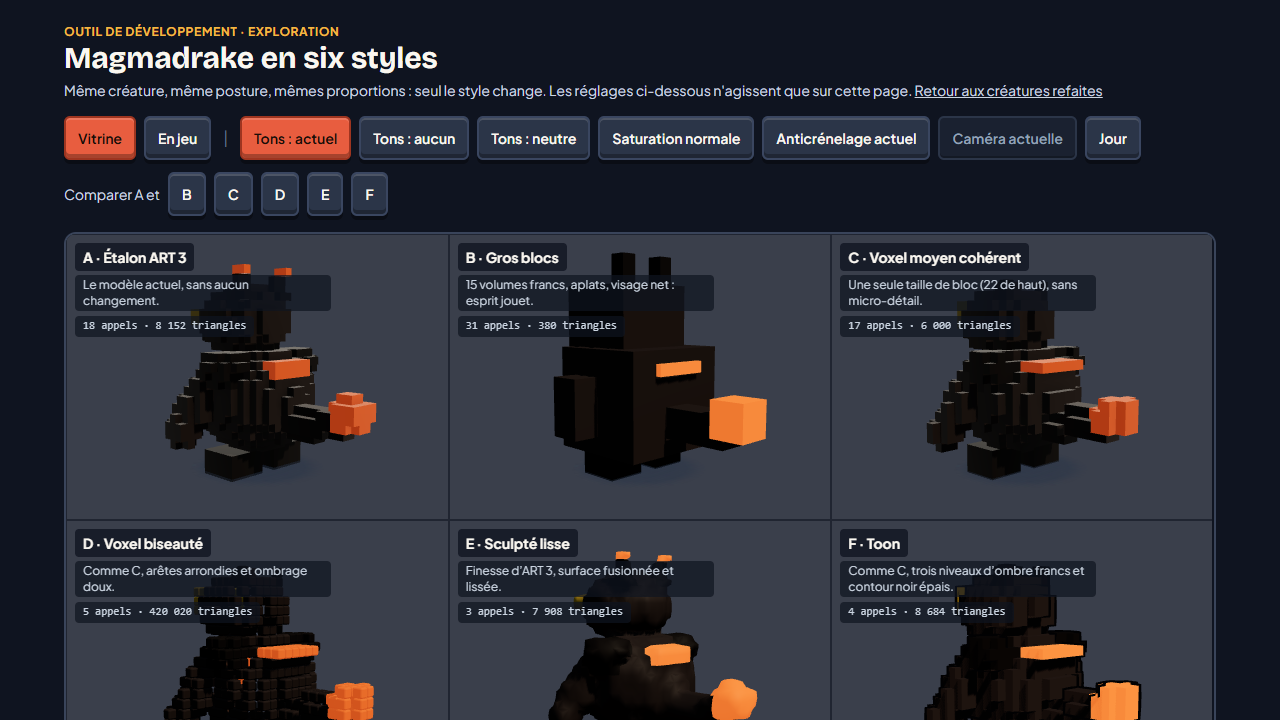 OUTIL DE DÉVELOPPEMENT · EXPLORATION
Magmadrake en six styles
Même créature, même posture, mêmes proportions : seul le style change. Les réglages ci-dessous n'agissent que sur cette page. Retour aux créatures refaites
Vitrine
En jeu
|
Tons : actuel
Tons : aucun
Tons : neutre
Saturation normale
Anticrénelage actuel
Caméra actuelle
Jour
Comparer A et
B
C
D
E
F
A · Étalon ART 3
Le modèle actuel, sans aucun
changement.
18 appels · 8 152 triangles
B · Gros blocs
15 volumes francs, aplats, visage net :
esprit jouet.
31 appels · 380 triangles
C · Voxel moyen cohérent
Une seule taille de bloc (22 de haut), sans
micro-détail.
17 appels · 6 000 triangles
D · Voxel biseauté
Comme C, arêtes arrondies et ombrage
doux.
5 appels · 420 020 triangles
E · Sculpté lisse
Finesse d’ART 3, surface fusionnée et
lissée.
3 appels · 7 908 triangles
F · Toon
Comme C, trois niveaux d’ombre francs et
contour noir épais.
4 appels · 8 684 triangles